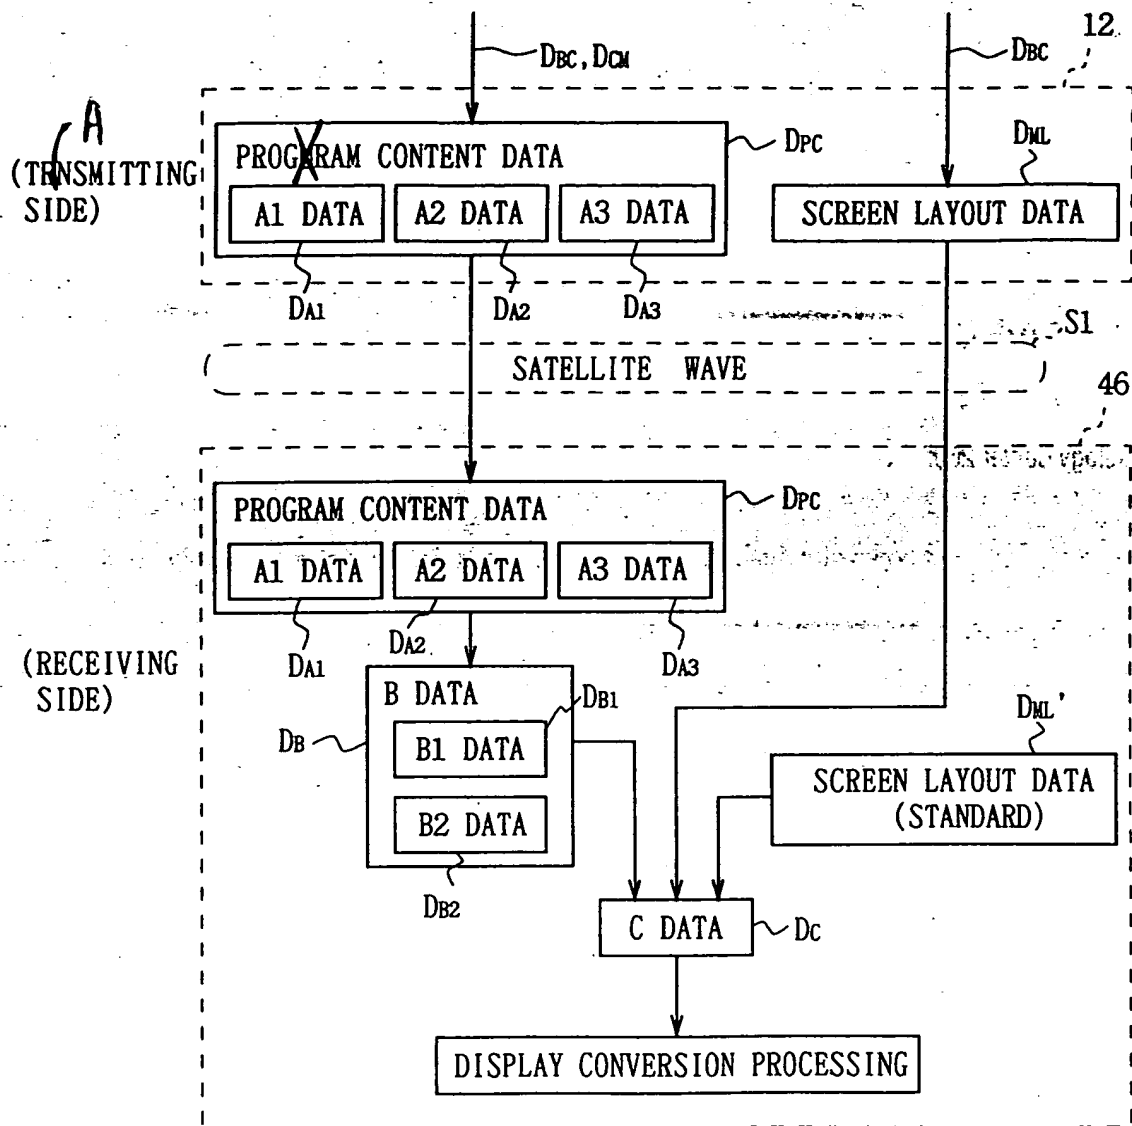 12
DBC, DCM
DBC
A
(TRNSMITTING
SIDE)
PROGRAM CONTENT DATA
DPC
DML
A1 DATA
A2 DATA
A3 DATA
SCREEN LAYOUT DATA
DA1
DA2
DA3
S1
SATELLITE WAVE
46
PROGRAM CONTENT DATA
DPC
A1 DATA
A2 DATA
A3 DATA
DA1
DA2
DA3
(RECEIVING
SIDE)
B DATA
DB1
DML'
DB
B1 DATA
SCREEN LAYOUT DATA
(STANDARD)
B2 DATA
DB2
C DATA
DC
DISPLAY CONVERSION PROCESSING